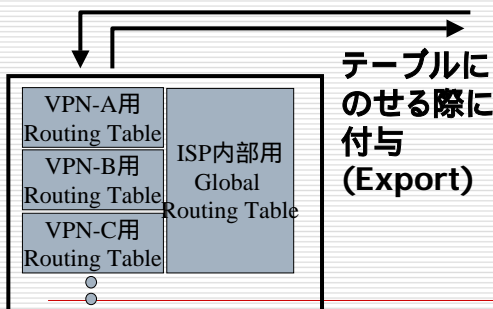 テーブルに
のせる際に
付与
(Export)
VPN-A用
Routing Table
VPN-B用
Routing Table
VPN-C用
Routing Table
ISP内部用
Global
Routing Table